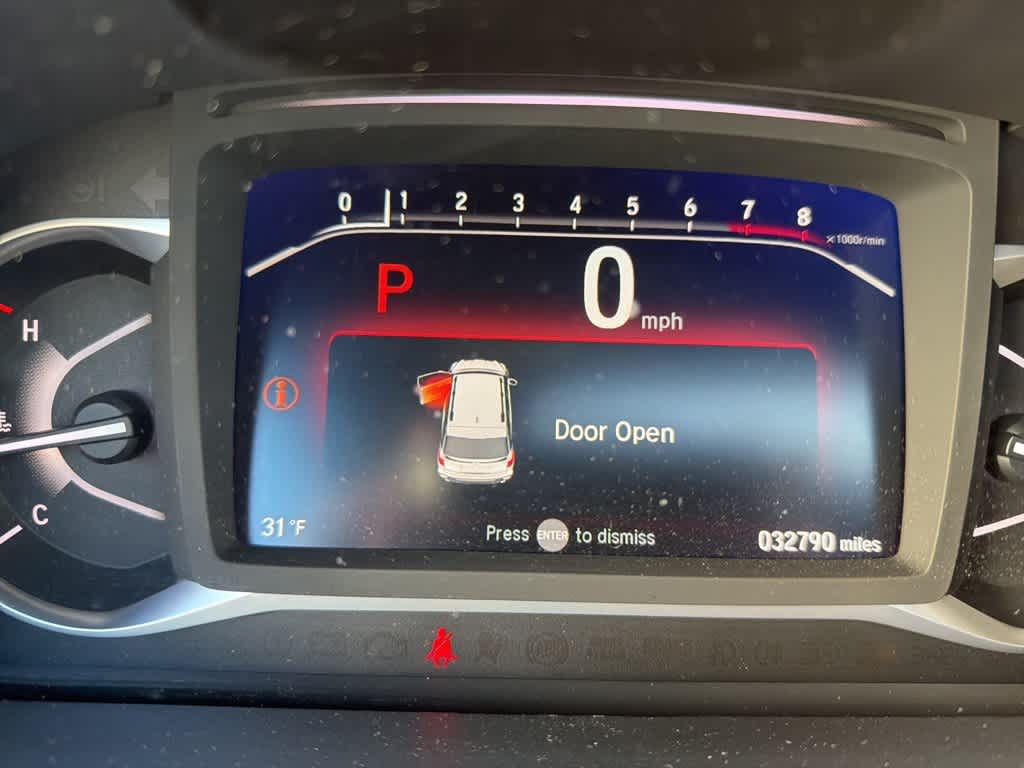 0 1 2 3 4 5 6 7 8
x1000r/min
P 0 mph
H
i
Door Open
C
31°F
Press ENTER to dismiss
032790 miles